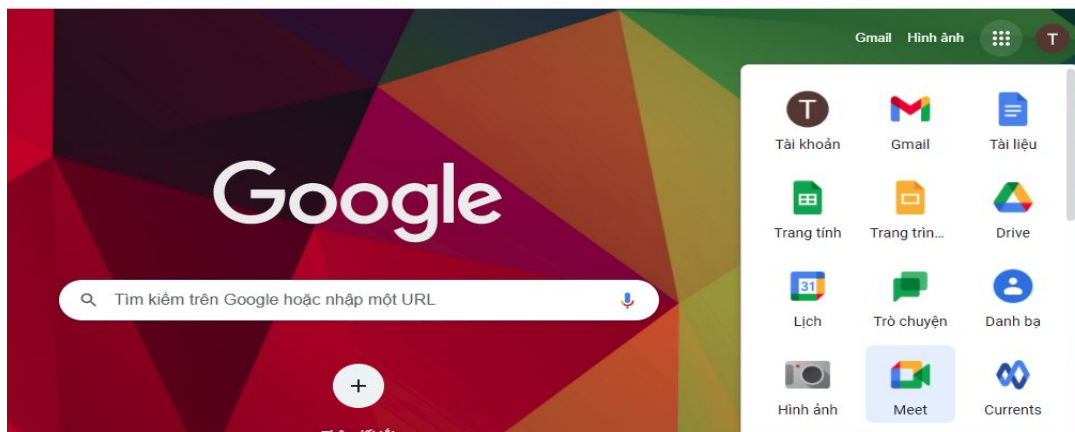 Gmail Hình ảnh
T
T
Tài khoản Gmail Tài liệu
Trang tính Trang trìn... Drive
Google
31
Tìm kiếm trên Google hoặc nhập một URL
Lịch Trò chuyện Danh bạ
Hình ảnh Meet Currents